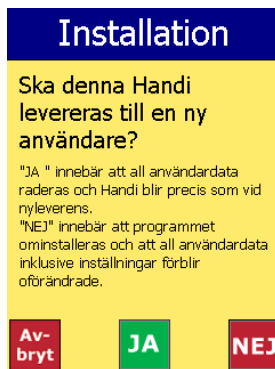 Installation
Ska denna Handi
levereras till en ny
användare?
"JA " innebär att all användardata
raderas och Handi blir precis som vid
nyleverens.
"NEJ" innebär att programmet
ominstalleras och att all användardata
inklusive inställningar förblir
oförändrade.
Av-
bryt
JA
NEJ